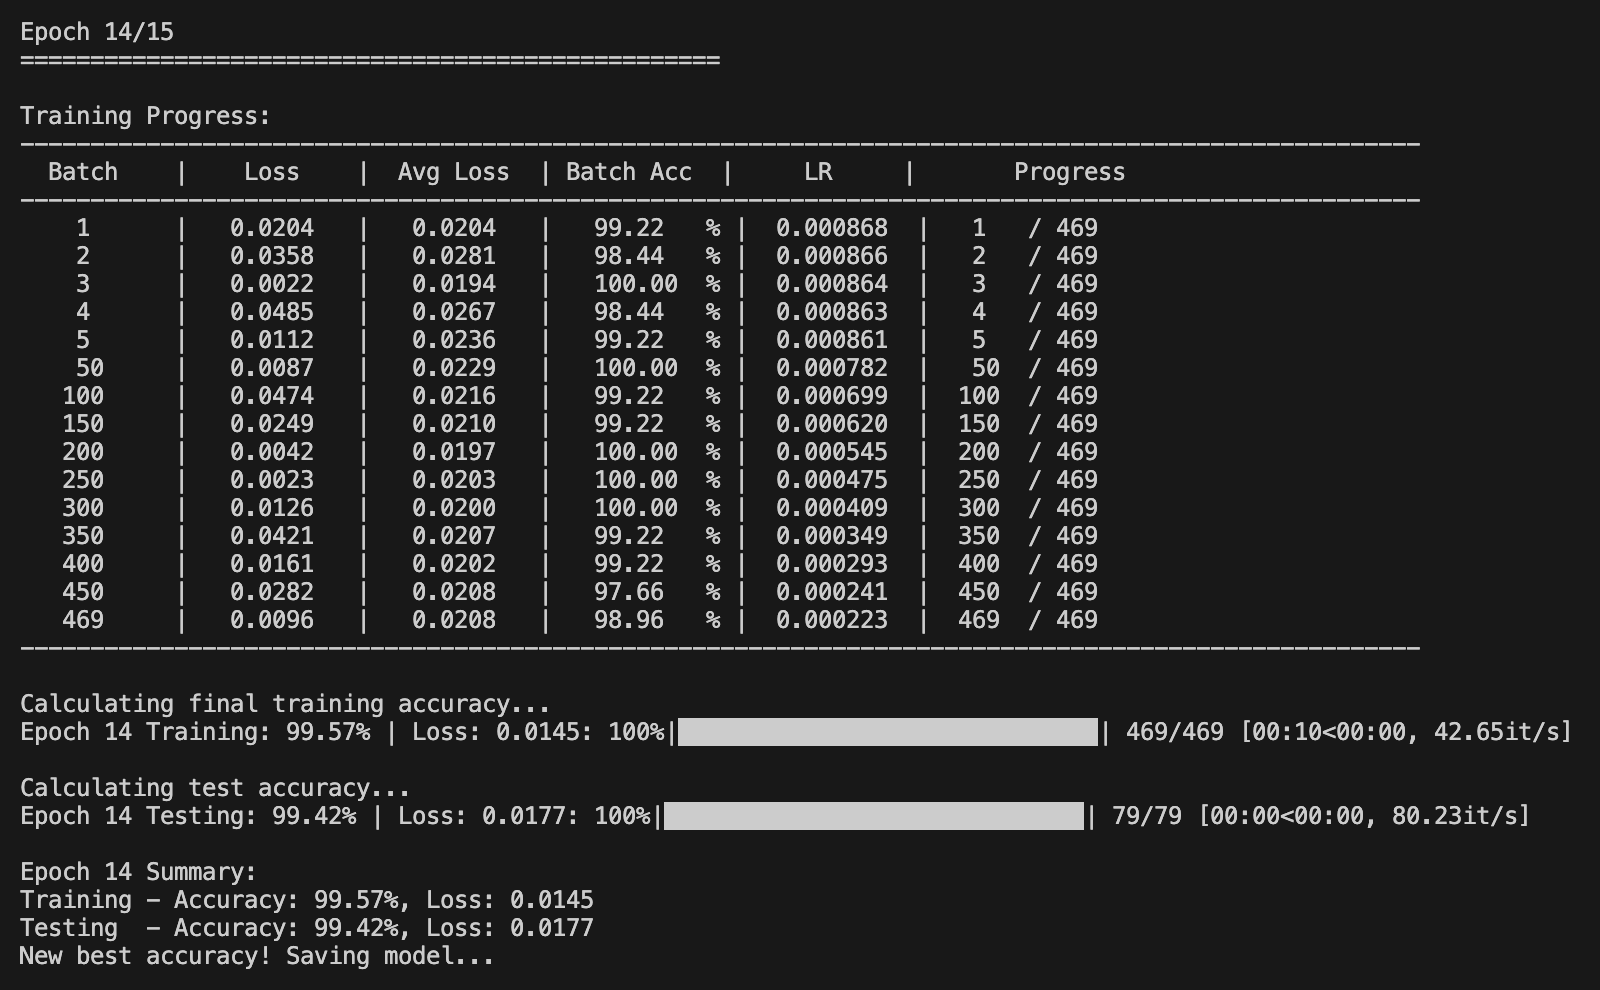 Epoch 14/15
==================================================
Training Progress:
----------------------------------------------------------------------------------------------------
Batch | Loss | Avg Loss | Batch Acc | LR | Progress
----------------------------------------------------------------------------------------------------
1 | 0.0204 | 0.0204 | 99.22 % | 0.000868 | 1 / 469
2 | 0.0358 | 0.0281 | 98.44 % | 0.000866 | 2 / 469
3 | 0.0022 | 0.0194 | 100.00 % | 0.000864 | 3 / 469
4 | 0.0485 | 0.0267 | 98.44 % | 0.000863 | 4 / 469
5 | 0.0112 | 0.0236 | 99.22 % | 0.000861 | 5 / 469
50 | 0.0087 | 0.0229 | 100.00 % | 0.000782 | 50 / 469
100 | 0.0474 | 0.0216 | 99.22 % | 0.000699 | 100 / 469
150 | 0.0249 | 0.0210 | 99.22 % | 0.000620 | 150 / 469
200 | 0.0042 | 0.0197 | 100.00 % | 0.000545 | 200 / 469
250 | 0.0023 | 0.0203 | 100.00 % | 0.000475 | 250 / 469
300 | 0.0126 | 0.0200 | 100.00 % | 0.000409 | 300 / 469
350 | 0.0421 | 0.0207 | 99.22 % | 0.000349 | 350 / 469
400 | 0.0161 | 0.0202 | 99.22 % | 0.000293 | 400 / 469
450 | 0.0282 | 0.0208 | 97.66 % | 0.000241 | 450 / 469
469 | 0.0096 | 0.0208 | 98.96 % | 0.000223 | 469 / 469
----------------------------------------------------------------------------------------------------
Calculating final training accuracy...
Epoch 14 Training: 99.57% | Loss: 0.0145: 100%|██████████████████████████████| 469/469 [00:10<00:00, 42.65it/s]
Calculating test accuracy...
Epoch 14 Testing: 99.42% | Loss: 0.0177: 100%|██████████████████████████████| 79/79 [00:00<00:00, 80.23it/s]
Epoch 14 Summary:
Training - Accuracy: 99.57%, Loss: 0.0145
Testing  - Accuracy: 99.42%, Loss: 0.0177
New best accuracy! Saving model...